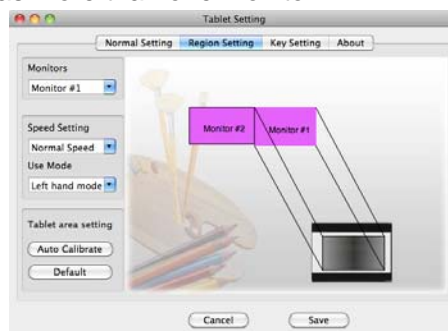 Tablet Setting
Normal Setting Region Setting Key Setting About
Monitors
Monitor #1
Speed Setting
Normal Speed
Use Mode
Left hand mode
Tablet area setting
Auto Calibrate
Default
Monitor #2 Monitor #1
Cancel Save